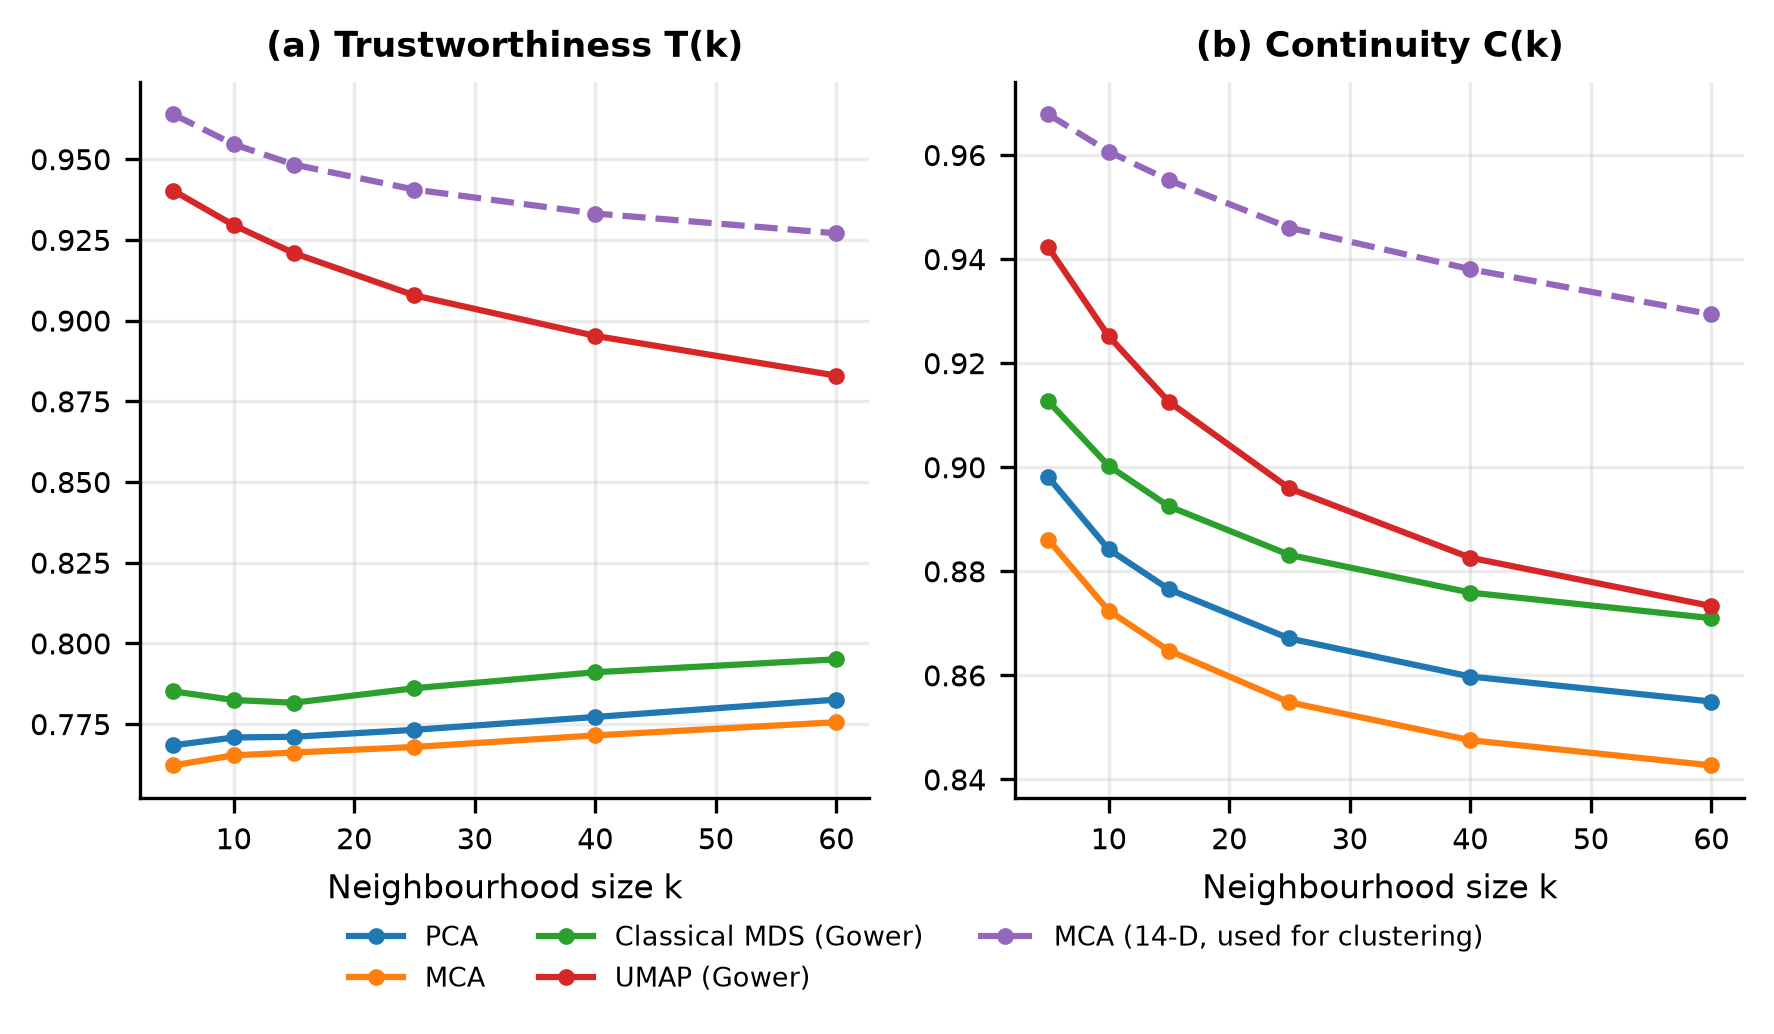 (a) Trustworthiness T(k)
0.950
0.925
0.900
0.875
0.850
0.825
0.800
0.775
10 20 30 40 50 60
Neighbourhood size k
(b) Continuity C(k)
0.96
0.94
0.92
0.90
0.88
0.86
0.84
10 20 30 40 50 60
Neighbourhood size k
PCA
MCA
Classical MDS (Gower)
UMAP (Gower)
MCA (14-D, used for clustering)